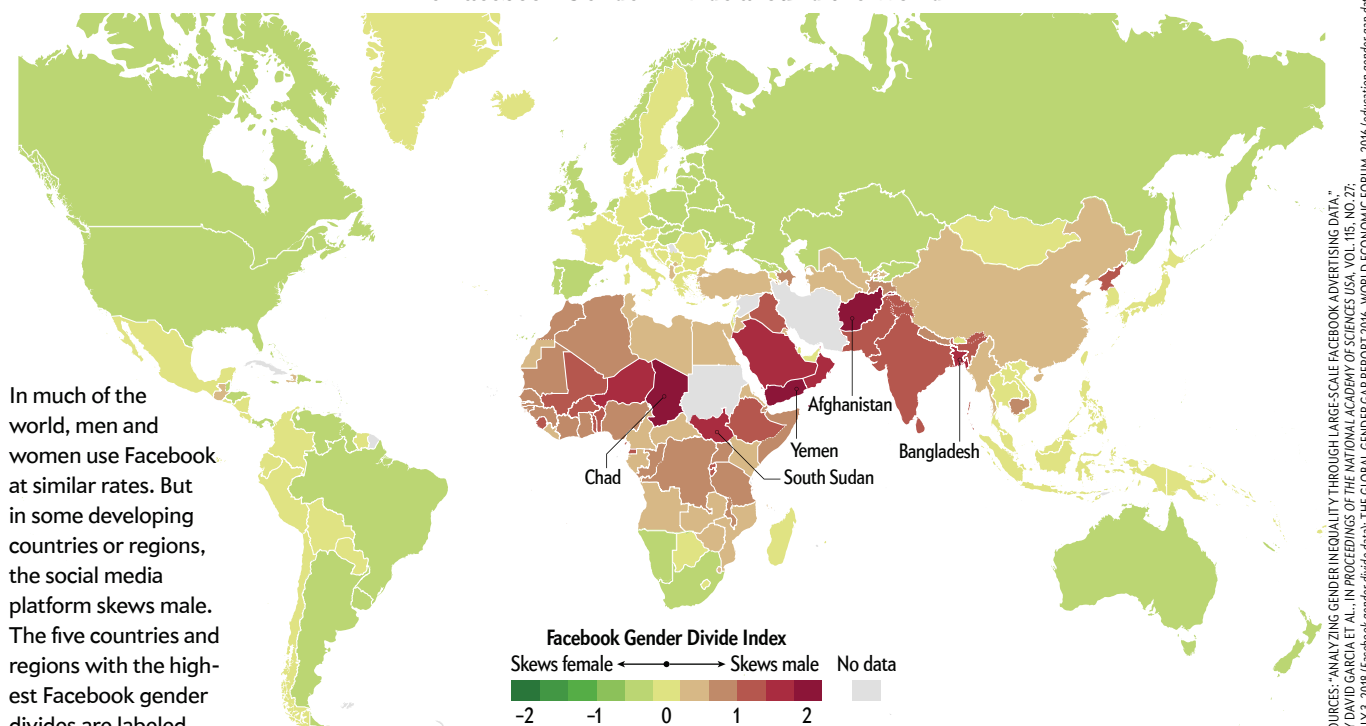 In much of the
world, men and
women use Facebook
at similar rates. But
in some developing
countries or regions,
the social media
platform skews male.
The five countries and
regions with the high-
est Facebook gender
divides are labeled
Chad
Afghanistan
Yemen
South Sudan
Bangladesh
Facebook Gender Divide Index
Skews female
Skews male
No data
–2 –1 0 1 2
"ANALYZING GENDER INEQUALITY THROUGH LARGE-SCALE FACEBOOK ADVERTISING DATA,"
DAVID GARCIA ET AL., IN PROCEEDINGS OF THE NATIONAL ACADEMY OF SCIENCES USA, VOL. 115, NO. 27;